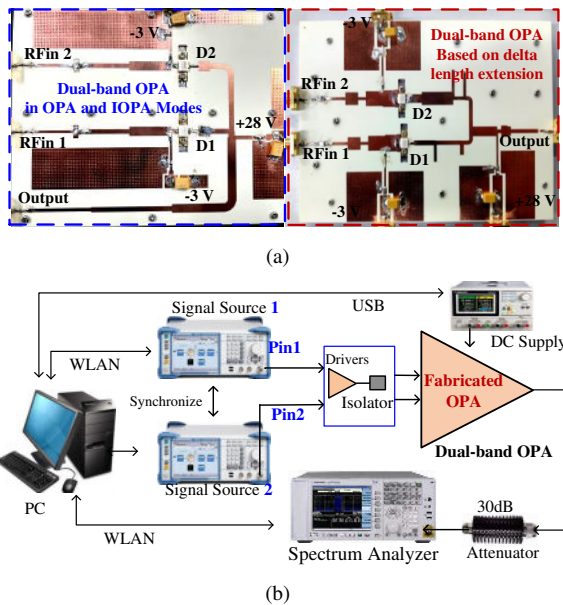 -3 V
RFin 2
D2
Dual-band OPA
in OPA and IOPA Modes
+28 V
RFin 1
D1
Output
-3 V
-3 V
Dual-band OPA
Based on delta
length extension
RFin 2
D2
RFin 1
D1
Output
-3 V
+28 V
(a)
Signal Source 1
USB
WLAN
Pin1
DC Supply
Drivers
Synchronize
Isolator
Fabricated
OPA
Pin2
Dual-band OPA
Signal Source 2
PC
30dB
WLAN
Spectrum Analyzer
Attenuator
(b)